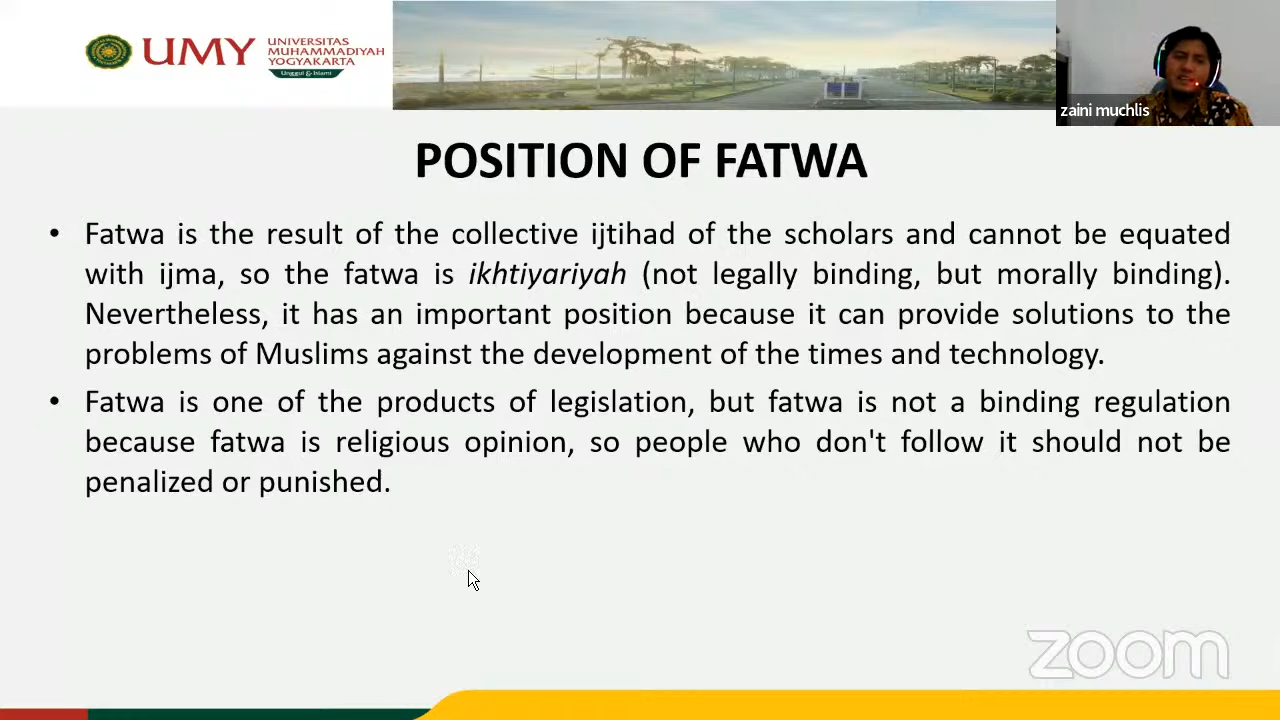 UMY
UNIVERSITAS
MUHAMMADIYAH
YOGYAKARTA
Unggul & Islami
zaini muchlis
POSITION OF FATWA
• Fatwa is the result of the collective ijtihad of the scholars and cannot be equated
with ijma, so the fatwa is ikhtiyariyah (not legally binding, but morally binding).
Nevertheless, it has an important position because it can provide solutions to the
problems of Muslims against the development of the times and technology.
• Fatwa is one of the products of legislation, but fatwa is not a binding regulation
because fatwa is religious opinion, so people who don't follow it should not be
penalized or punished.
zoom